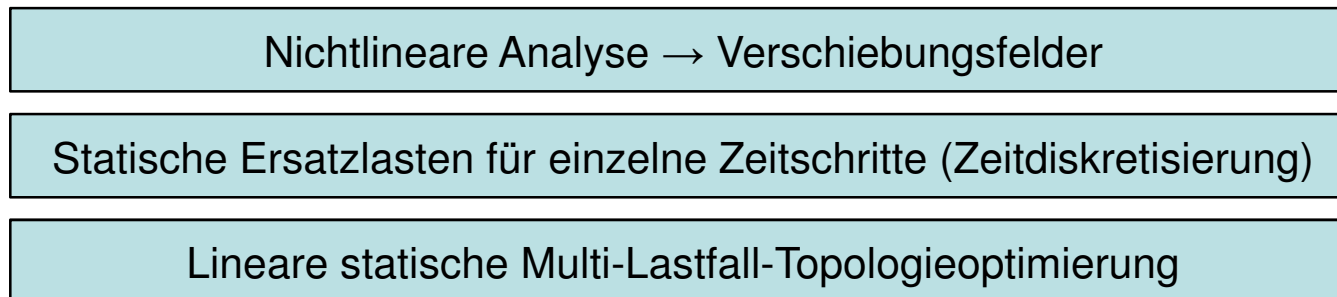 Nichtlineare Analyse → Verschiebungsfelder
Statische Ersatzlasten für einzelne Zeitschritte (Zeitdiskretisierung)
Lineare statische Multi-Lastfall-Topologieoptimierung